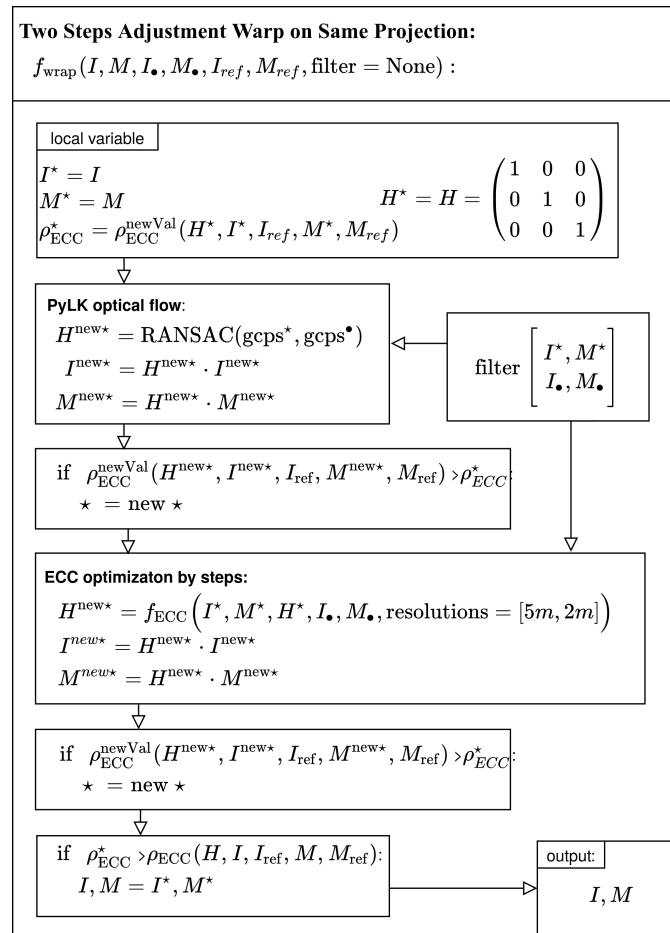 Two Steps Adjustment Warp on Same Projection:
f_wrap(I, M, I_•, M_•, I_ref, M_ref, filter = None) :
local variable
I^⋆ = I
M^⋆ = M
H^⋆ = H = (1 0 0
0 1 0
0 0 1)
ρ^⋆_ECC = ρ^newVal_ECC(H^⋆, I^⋆, I_ref, M^⋆, M_ref)
PyLK optical flow:
H^new⋆ = RANSAC(gcps^⋆, gcps^•)
I^new⋆ = H^new⋆ · I^new⋆
M^new⋆ = H^new⋆ · M^new⋆
filter [I^⋆, M^⋆
I_•, M_•]
if ρ^newVal_ECC(H^new⋆, I^new⋆, I_ref, M^new⋆, M_ref) > ρ^⋆_ECC:
⋆ = new ⋆
ECC optimizaton by steps:
H^new⋆ = f_ECC(I^⋆, M^⋆, H^⋆, I_•, M_•, resolutions = [5m, 2m])
I^new⋆ = H^new⋆ · I^new⋆
M^new⋆ = H^new⋆ · M^new⋆
if ρ^newVal_ECC(H^new⋆, I^new⋆, I_ref, M^new⋆, M_ref) > ρ^⋆_ECC:
⋆ = new ⋆
if ρ^⋆_ECC > ρ_ECC(H, I, I_ref, M, M_ref):
I, M = I^⋆, M^⋆
output:
I, M